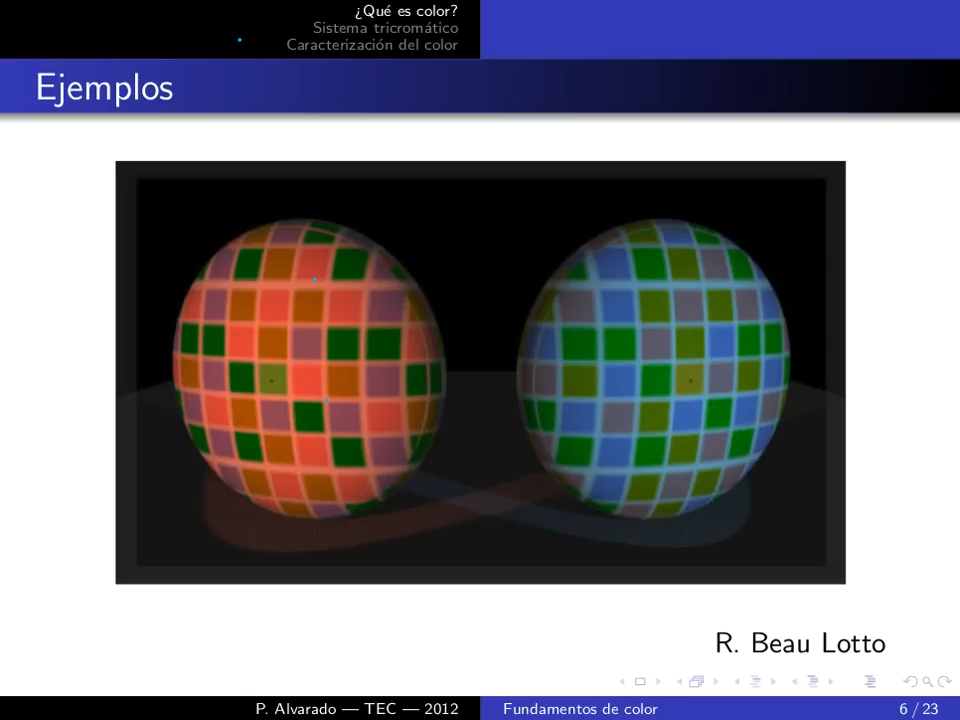 ¿Qué es color?
Sistema tricromático
Caracterización del color
Ejemplos
R. Beau Lotto
P. Alvarado — TEC — 2012
Fundamentos de color
6 / 23